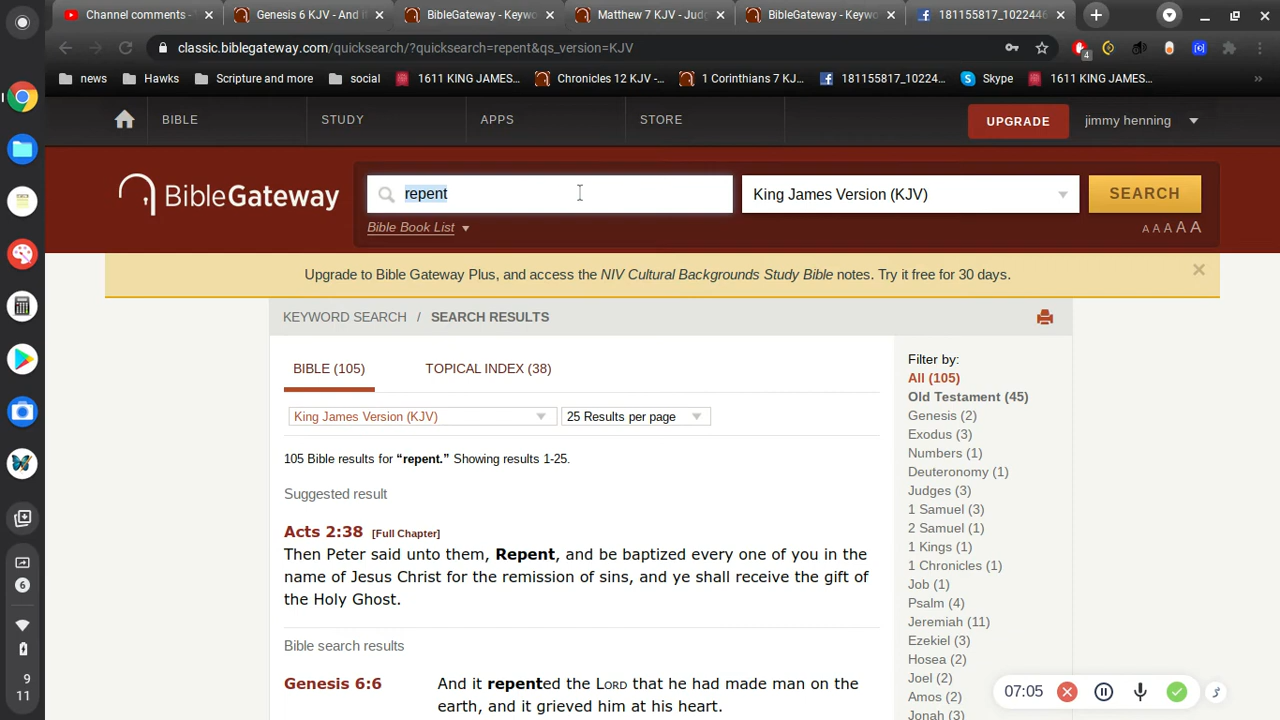 Channel comments -
Genesis 6 KJV - And it
BibleGateway - Keywo
Matthew 7 KJV - Judg
BibleGateway - Keywo
181155817_1022446
classic.biblegateway.com/quicksearch/?quicksearch=repent&qs_version=KJV
4
news
Hawks
Scripture and more
social
1611 KING JAMES...
Chronicles 12 KJV -...
1 Corinthians 7 KJ...
181155817_10224...
Skype
1611 KING JAMES...
»
BIBLE
STUDY
APPS
STORE
UPGRADE
jimmy henning
BibleGateway
repent
King James Version (KJV)
SEARCH
Bible Book List
A A A A A
Upgrade to Bible Gateway Plus, and access the NIV Cultural Backgrounds Study Bible notes. Try it free for 30 days.
KEYWORD SEARCH / SEARCH RESULTS
BIBLE (105)
TOPICAL INDEX (38)
King James Version (KJV)
25 Results per page
105 Bible results for “repent.” Showing results 1-25.
Suggested result
Acts 2:38 [Full Chapter]
Then Peter said unto them, Repent, and be baptized every one of you in the
name of Jesus Christ for the remission of sins, and ye shall receive the gift of
the Holy Ghost.
Bible search results
Genesis 6:6
And it repented the LORD that he had made man on the
earth, and it grieved him at his heart.
Filter by:
All (105)
Old Testament (45)
Genesis (2)
Exodus (3)
Numbers (1)
Deuteronomy (1)
Judges (3)
1 Samuel (3)
2 Samuel (1)
1 Kings (1)
1 Chronicles (1)
Job (1)
Psalm (4)
Jeremiah (11)
Ezekiel (3)
Hosea (2)
Joel (2)
Amos (2)
Jonah (3)
07:05
6
9
11